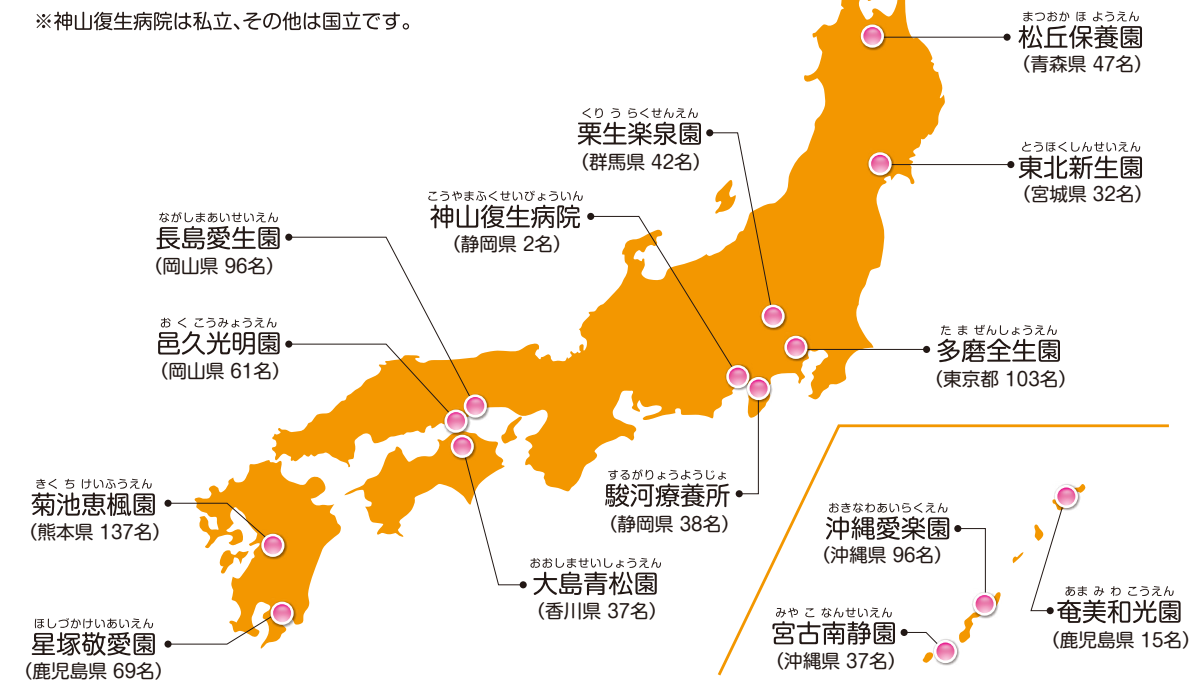 ※神山復生病院は私立、その他は国立です。
まつおか ほ ようえん
松丘保養園
(青森県 47名)
くり う らくせんえん
栗生楽泉園
(群馬県 42名)
とうほくしんせいえん
東北新生園
(宮城県 32名)
こうやまふくせいびょういん
神山復生病院
(静岡県 2名)
ながしまあいせいえん
長島愛生園
(岡山県 96名)
お く こうみょうえん
邑久光明園
(岡山県 61名)
た ま ぜんしょうえん
多磨全生園
(東京都 103名)
きく ち けいふうえん
菊池恵楓園
(熊本県 137名)
するがりょうようじょ
駿河療養所
(静岡県 38名)
おきなわあいらくえん
沖縄愛楽園
(沖縄県 96名)
おおしませいしょうえん
大島青松園
(香川県 37名)
あま み わ こうえん
奄美和光園
(鹿児島県 15名)
みや こ なんせいえん
宮古南静園
(沖縄県 37名)
ほしづかけいあいえん
星塚敬愛園
(鹿児島県 69名)